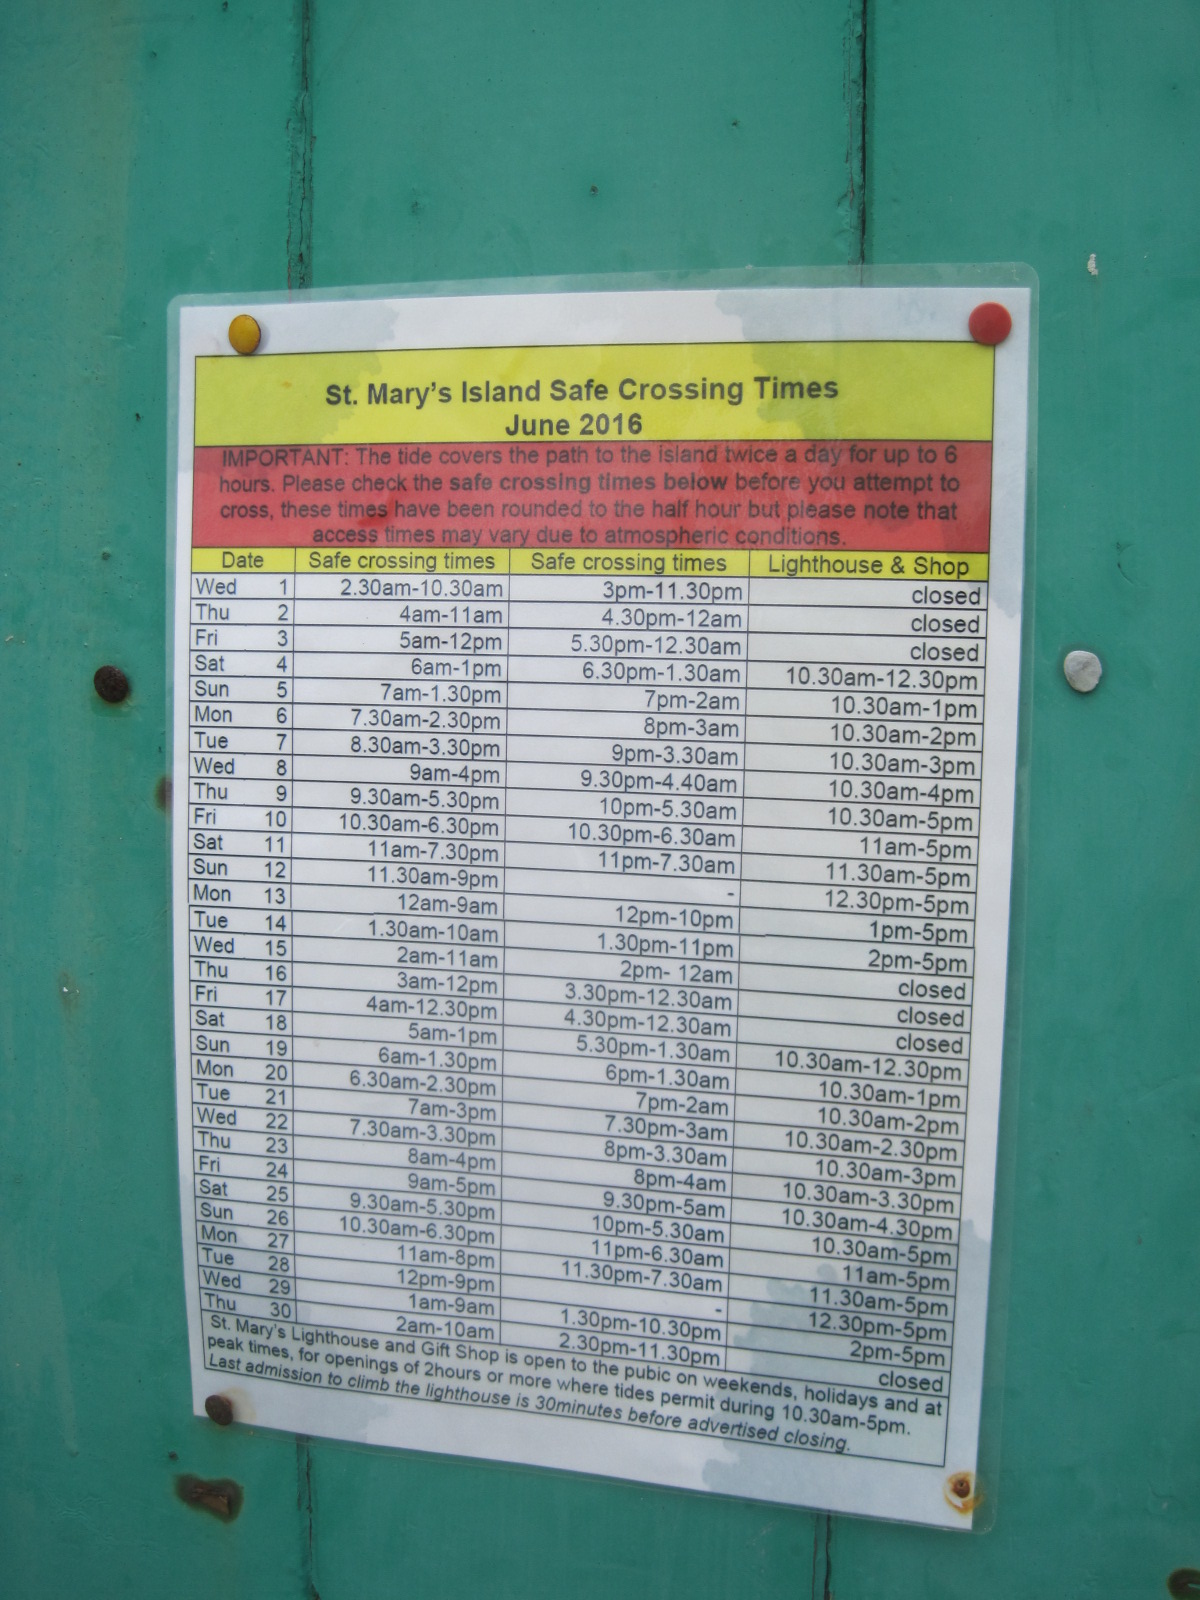 St. Mary's Island Safe Crossing Times
June 2016
IMPORTANT: The tide covers the path to the island twice a day for up to 6
hours. Please check the safe crossing times below before you attempt to
cross, these times have been rounded to the half hour but please note that
access times may vary due to atmospheric conditions.
Date Safe crossing times Safe crossing times Lighthouse & Shop
Wed 1 2.30am-10.30am 3pm-11.30pm closed
Thu 2 4am-11am 4.30pm-12am closed
Fri 3 5am-12pm 5.30pm-12.30am closed
Sat 4 6am-1pm 6.30pm-1.30am 10.30am-12.30pm
Sun 5 7am-1.30pm 7pm-2am 10.30am-1pm
Mon 6 7.30am-2.30pm 8pm-3am 10.30am-2pm
Tue 7 8.30am-3.30pm 9pm-3.30am 10.30am-3pm
Wed 8 9am-4pm 9.30pm-4.40am 10.30am-4pm
Thu 9 9.30am-5.30pm 10pm-5.30am 10.30am-5pm
Fri 10 10.30am-6.30pm 10.30pm-6.30am 11am-5pm
Sat 11 11am-7.30pm 11pm-7.30am 11.30am-5pm
Sun 12 11.30am-9pm - 12.30pm-5pm
Mon 13 12am-9am 12pm-10pm 1pm-5pm
Tue 14 1.30am-10am 1.30pm-11pm 2pm-5pm
Wed 15 2am-11am 2pm- 12am closed
Thu 16 3am-12pm 3.30pm-12.30am closed
Fri 17 4am-12.30pm 4.30pm-12.30am closed
Sat 18 5am-1pm 5.30pm-1.30am 10.30am-12.30pm
Sun 19 6am-1.30pm 6pm-1.30am 10.30am-1pm
Mon 20 6.30am-2.30pm 7pm-2am 10.30am-2pm
Tue 21 7am-3pm 7.30pm-3am 10.30am-2.30pm
Wed 22 7.30am-3.30pm 8pm-3.30am 10.30am-3pm
Thu 23 8am-4pm 8pm-4am 10.30am-3.30pm
Fri 24 9am-5pm 9.30pm-5am 10.30am-4.30pm
Sat 25 9.30am-5.30pm 10pm-5.30am 10.30am-5pm
Sun 26 10.30am-6.30pm 11pm-6.30am 11am-5pm
Mon 27 11am-8pm 11.30pm-7.30am 11.30am-5pm
Tue 28 12pm-9pm - 12.30pm-5pm
Wed 29 1am-9am 1.30pm-10.30pm 2pm-5pm
Thu 30 2am-10am 2.30pm-11.30pm closed
St. Mary's Lighthouse and Gift Shop is open to the pubic on weekends, holidays and at
peak times, for openings of 2hours or more where tides permit during 10.30am-5pm.
Last admission to climb the lighthouse is 30minutes before advertised closing.